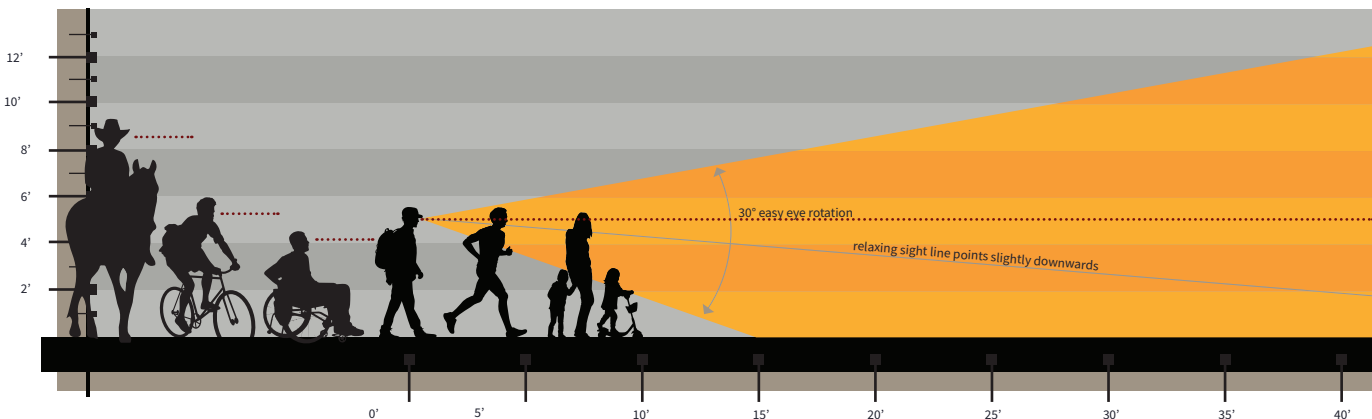 12’
10’
8’
6’
4’
2’
30° easy eye rotation
relaxing sight line points slightly downwards
0’ 5’ 10’ 15’ 20’ 25’ 30’ 35’ 40’